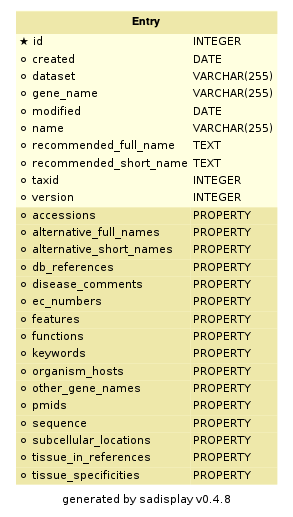 Entry
★ id INTEGER
○ created DATE
○ dataset VARCHAR(255)
○ gene_name VARCHAR(255)
○ modified DATE
○ name VARCHAR(255)
○ recommended_full_name TEXT
○ recommended_short_name TEXT
○ taxid INTEGER
○ version INTEGER
○ accessions PROPERTY
○ alternative_full_names PROPERTY
○ alternative_short_names PROPERTY
○ db_references PROPERTY
○ disease_comments PROPERTY
○ ec_numbers PROPERTY
○ features PROPERTY
○ functions PROPERTY
○ keywords PROPERTY
○ organism_hosts PROPERTY
○ other_gene_names PROPERTY
○ pmids PROPERTY
○ sequence PROPERTY
○ subcellular_locations PROPERTY
○ tissue_in_references PROPERTY
○ tissue_specificities PROPERTY
generated by sadisplay v0.4.8